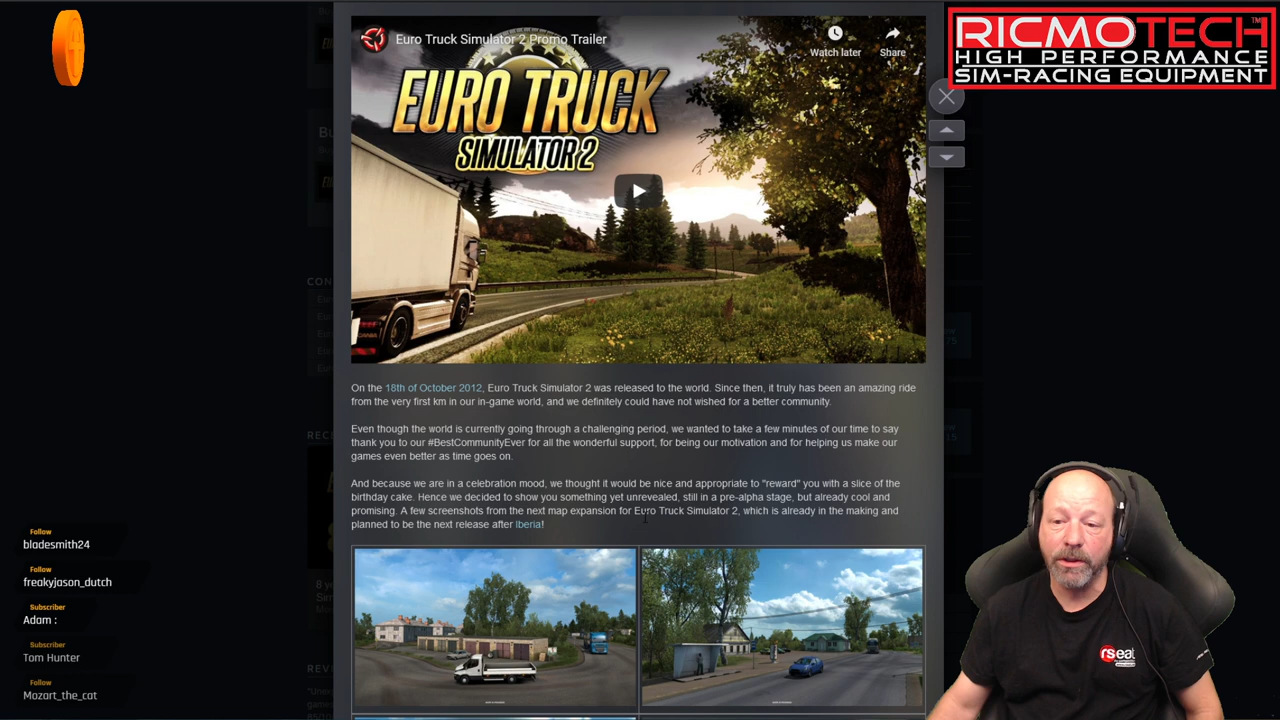 Euro Truck Simulator 2 Promo Trailer
Watch later
Share
EURO TRUCK
SIMULATOR 2
RICMOTECH™
HIGH PERFORMANCE
SIM-RACING EQUIPMENT
On the 18th of October 2012, Euro Truck Simulator 2 was released to the world. Since then, it truly has been an amazing ride
from the very first km in our in-game world, and we definitely could have not wished for a better community.
Even though the world is currently going through a challenging period, we wanted to take a few minutes of our time to say
thank you to our #BestCommunityEver for all the wonderful support, for being our motivation and for helping us make our
games even better as time goes on.
And because we are in a celebration mood, we thought it would be nice and appropriate to "reward" you with a slice of the
birthday cake. Hence we decided to show you something yet unrevealed, still in a pre-alpha stage, but already cool and
promising. A few screenshots from the next map expansion for Euro Truck Simulator 2, which is already in the making and
planned to be the next release after Iberia!
Follow
bladesmith24
Follow
freakyjason_dutch
Subscriber
Adam :
Subscriber
Tom Hunter
Follow
Mozart_the_cat
rseat